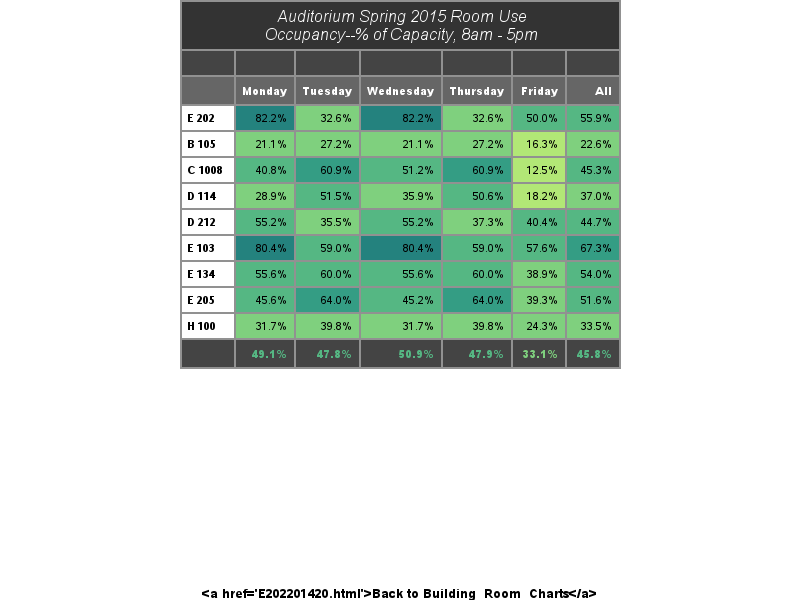 Auditorium Spring 2015 Room Use
Occupancy--% of Capacity, 8am - 5pm
Monday Tuesday Wednesday Thursday Friday All
E 202 82.2% 32.6% 82.2% 32.6% 50.0% 55.9%
B 105 21.1% 27.2% 21.1% 27.2% 16.3% 22.6%
C 1008 40.8% 60.9% 51.2% 60.9% 12.5% 45.3%
D 114 28.9% 51.5% 35.9% 50.6% 18.2% 37.0%
D 212 55.2% 35.5% 55.2% 37.3% 40.4% 44.7%
E 103 80.4% 59.0% 80.4% 59.0% 57.6% 67.3%
E 134 55.6% 60.0% 55.6% 60.0% 38.9% 54.0%
E 205 45.6% 64.0% 45.2% 64.0% 39.3% 51.6%
H 100 31.7% 39.8% 31.7% 39.8% 24.3% 33.5%
49.1% 47.8% 50.9% 47.9% 33.1% 45.8%
<a href='E202201420.html'>Back to Building_Room_Charts</a>